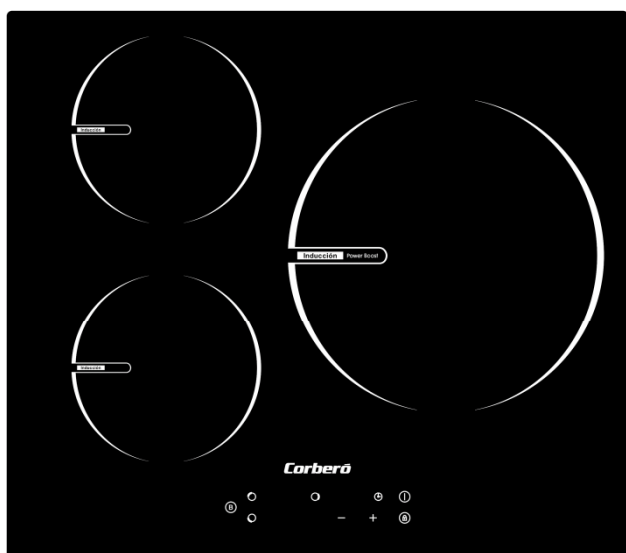 Inducción
Inducción Power Boost
Inducción
Corberó
B
− +